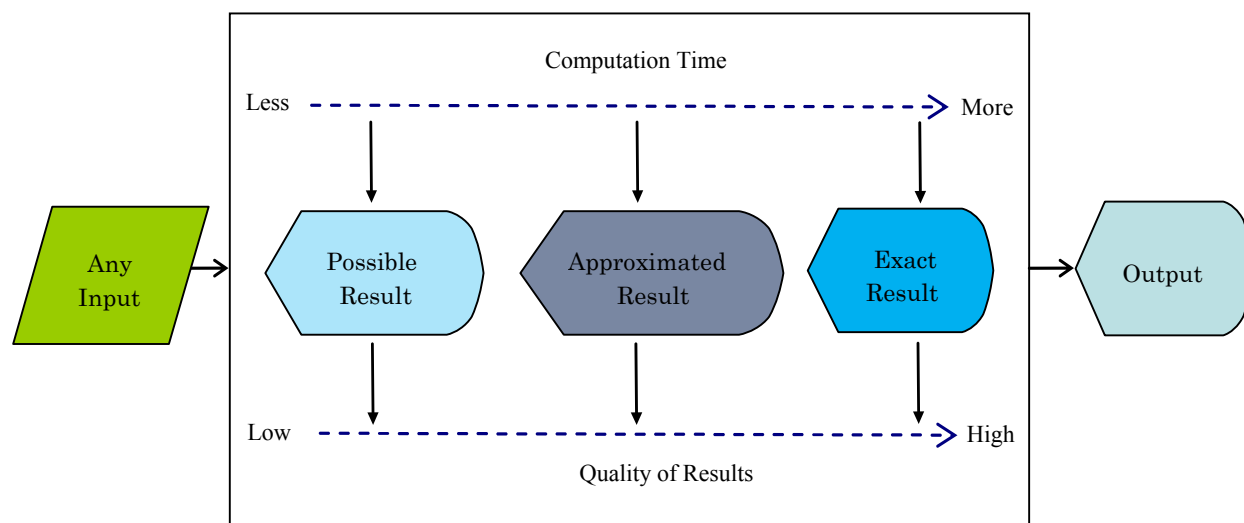 Computation Time
Less
More
Any
Input
Possible
Result
Approximated
Result
Exact
Result
Output
Low
High
Quality of Results